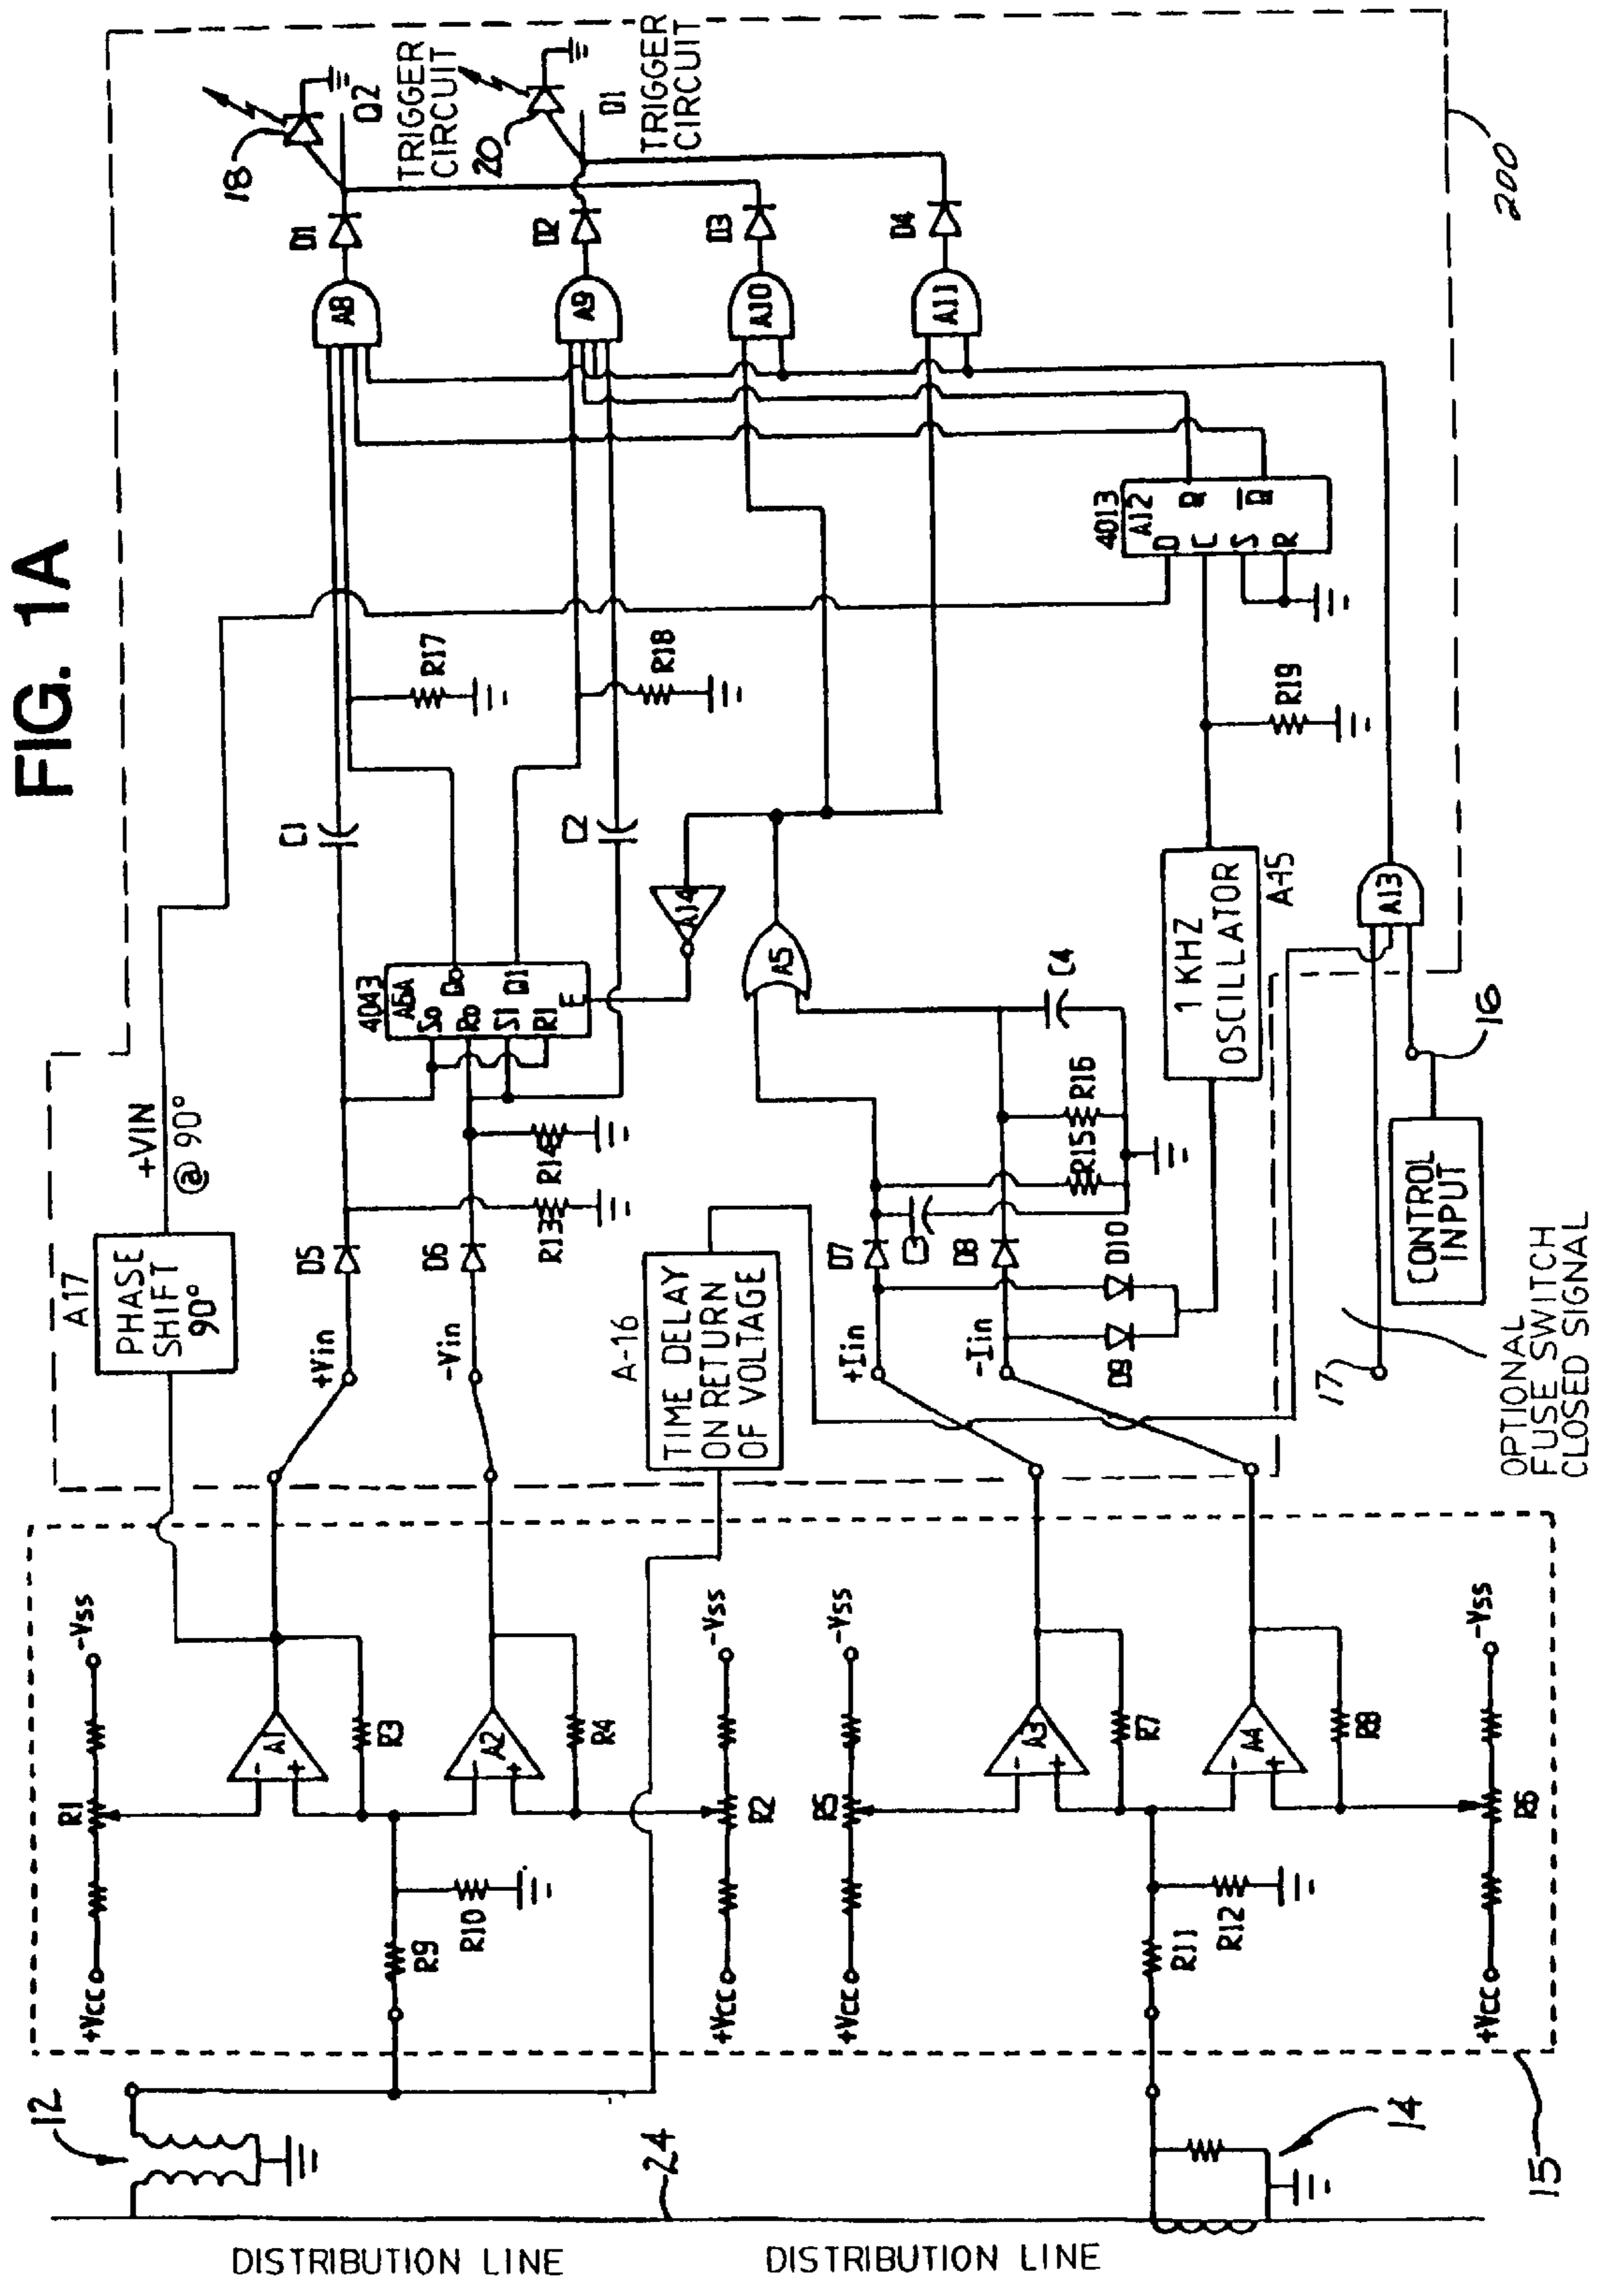 FIG. 1A
200
18
Q2
TRIGGER
CIRCUIT
20
D1
TRIGGER
CIRCUIT
D1
D2
D3
D4
A8
A9
A10
A11
4013
A12
D
C
S
R
Q
Q̅
R17
R18
R19
C1
C2
A14
A5
4043
A6A
S0
R0
S1
R1
Q0
Q1
E
1 KHZ
OSCILLATOR
A45
A13
C4
16
+VIN
@ 90°
A17
PHASE
SHIFT
90°
D5
D6
R13
R14
R15
R16
C3
D7
D8
D9
D10
+Vin
-Vin
+Iin
-Iin
A-16
TIME DELAY
ON RETURN
OF VOLTAGE
CONTROL
INPUT
17
OPTIONAL
FUSE SWITCH
CLOSED SIGNAL
-Vss
-Vss
-Vss
-Vss
R1
A1
-
+
R3
A2
-
+
R4
R2
R5
A3
-
+
R7
A4
-
+
R8
R6
R9
R10
R11
R12
+Vcc
+Vcc
+Vcc
+Vcc
12
24
14
15
DISTRIBUTION LINE
DISTRIBUTION LINE